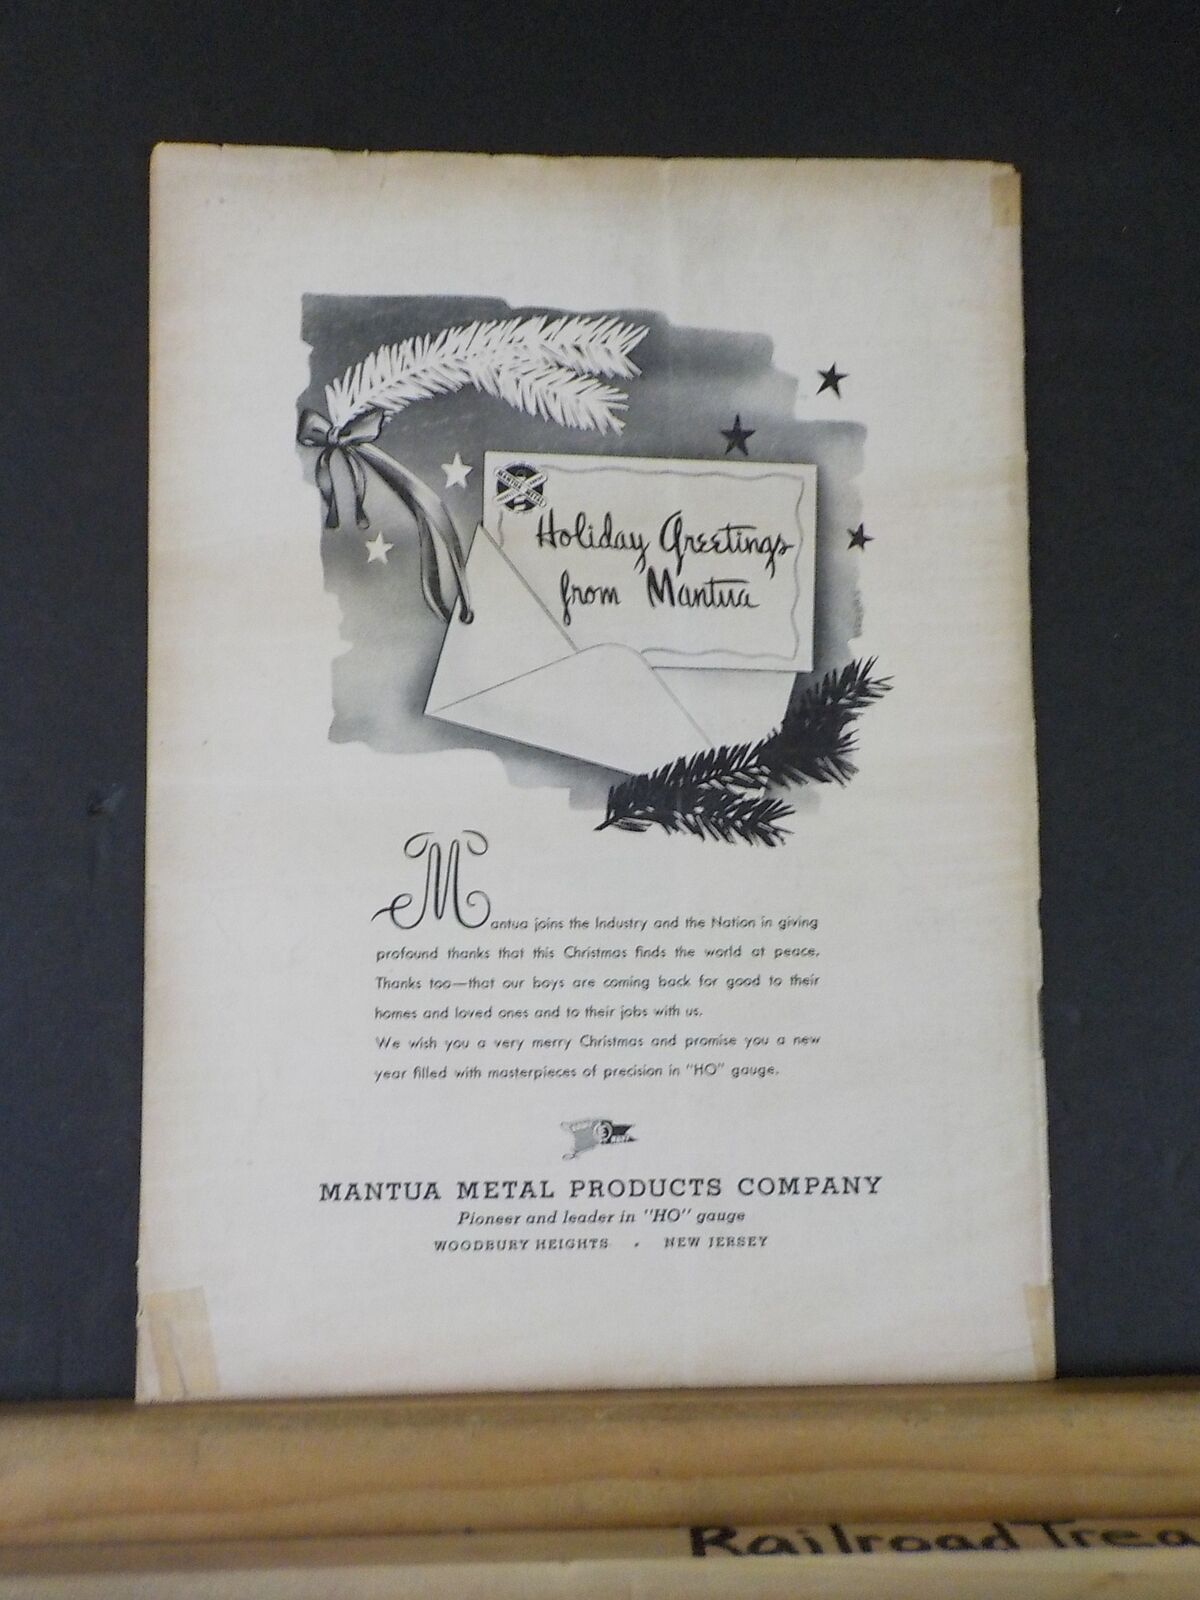 MANTUA METAL
Holiday Greetings
from Mantua
Mantua joins the Industry and the Nation in giving
profound thanks that this Christmas finds the world at peace.
Thanks too—that our boys are coming back for good to their
homes and loved ones and to their jobs with us.
We wish you a very merry Christmas and promise you a new
year filled with masterpieces of precision in "HO" gauge.
MANTUA METAL PRODUCTS COMPANY
Pioneer and leader in "HO" gauge
WOODBURY HEIGHTS . NEW JERSEY
Railroad Trea